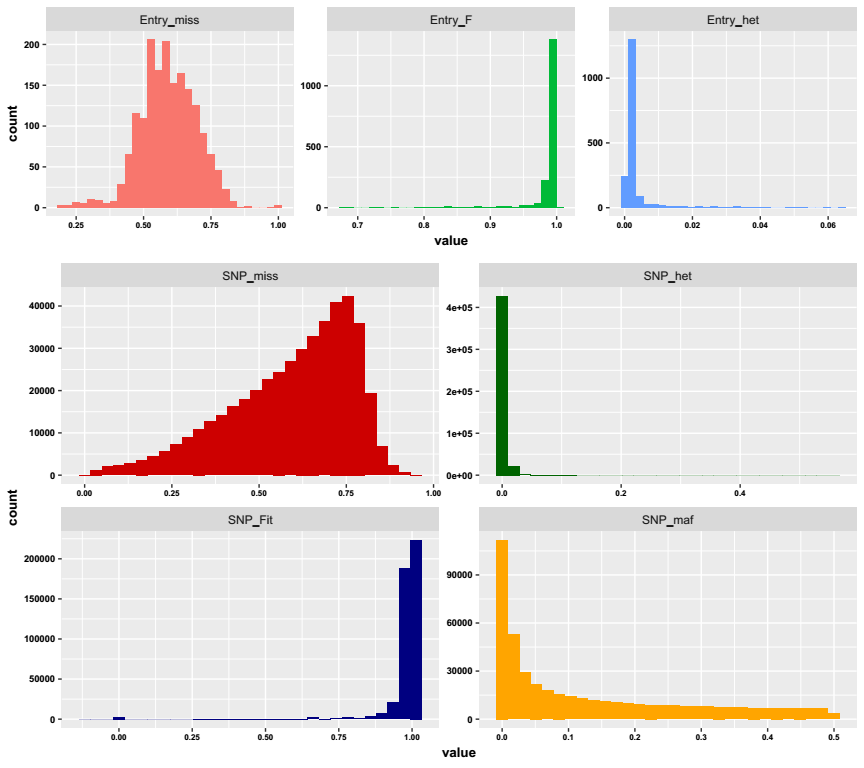 Entry_miss Entry_F Entry_het
200
150
100
50
0
1000
500
0
1000
500
0
count
0.25 0.50 0.75 1.00
0.7 0.8 0.9 1.0
0.00 0.02 0.04 0.06
value
SNP_miss SNP_het
40000
30000
20000
10000
0
4e+05
3e+05
2e+05
1e+05
0e+00
0.00 0.25 0.50 0.75 1.00
0.0 0.2 0.4
count
SNP_Fit SNP_maf
200000
150000
100000
50000
0
90000
60000
30000
0
0.00 0.25 0.50 0.75 1.00
0.0 0.1 0.2 0.3 0.4 0.5
value